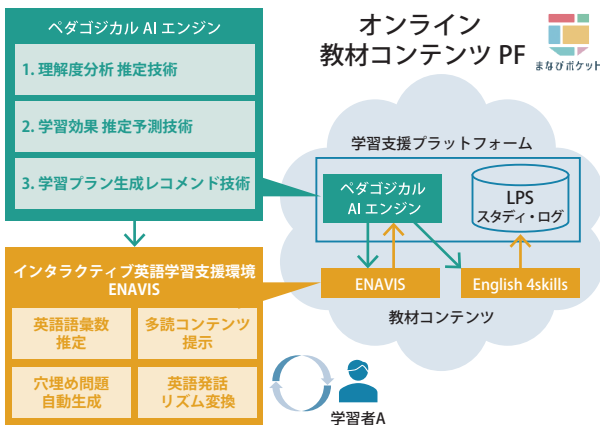 ペダゴジカル AI エンジン
1. 理解度分析 推定技術
2. 学習効果 推定予測技術
3. 学習プラン生成レコメンド技術
インタラクティブ英語学習支援環境
ENAVIS
英語語彙数
推定
多読コンテンツ
提示
穴埋め問題
自動生成
英語発話
リズム変換
オンライン
教材コンテンツ PF
まなびポケット
学習支援プラットフォーム
ペダゴジカル
AI エンジン
LPS
スタディ・ログ
ENAVIS
English 4skills
教材コンテンツ
学習者A